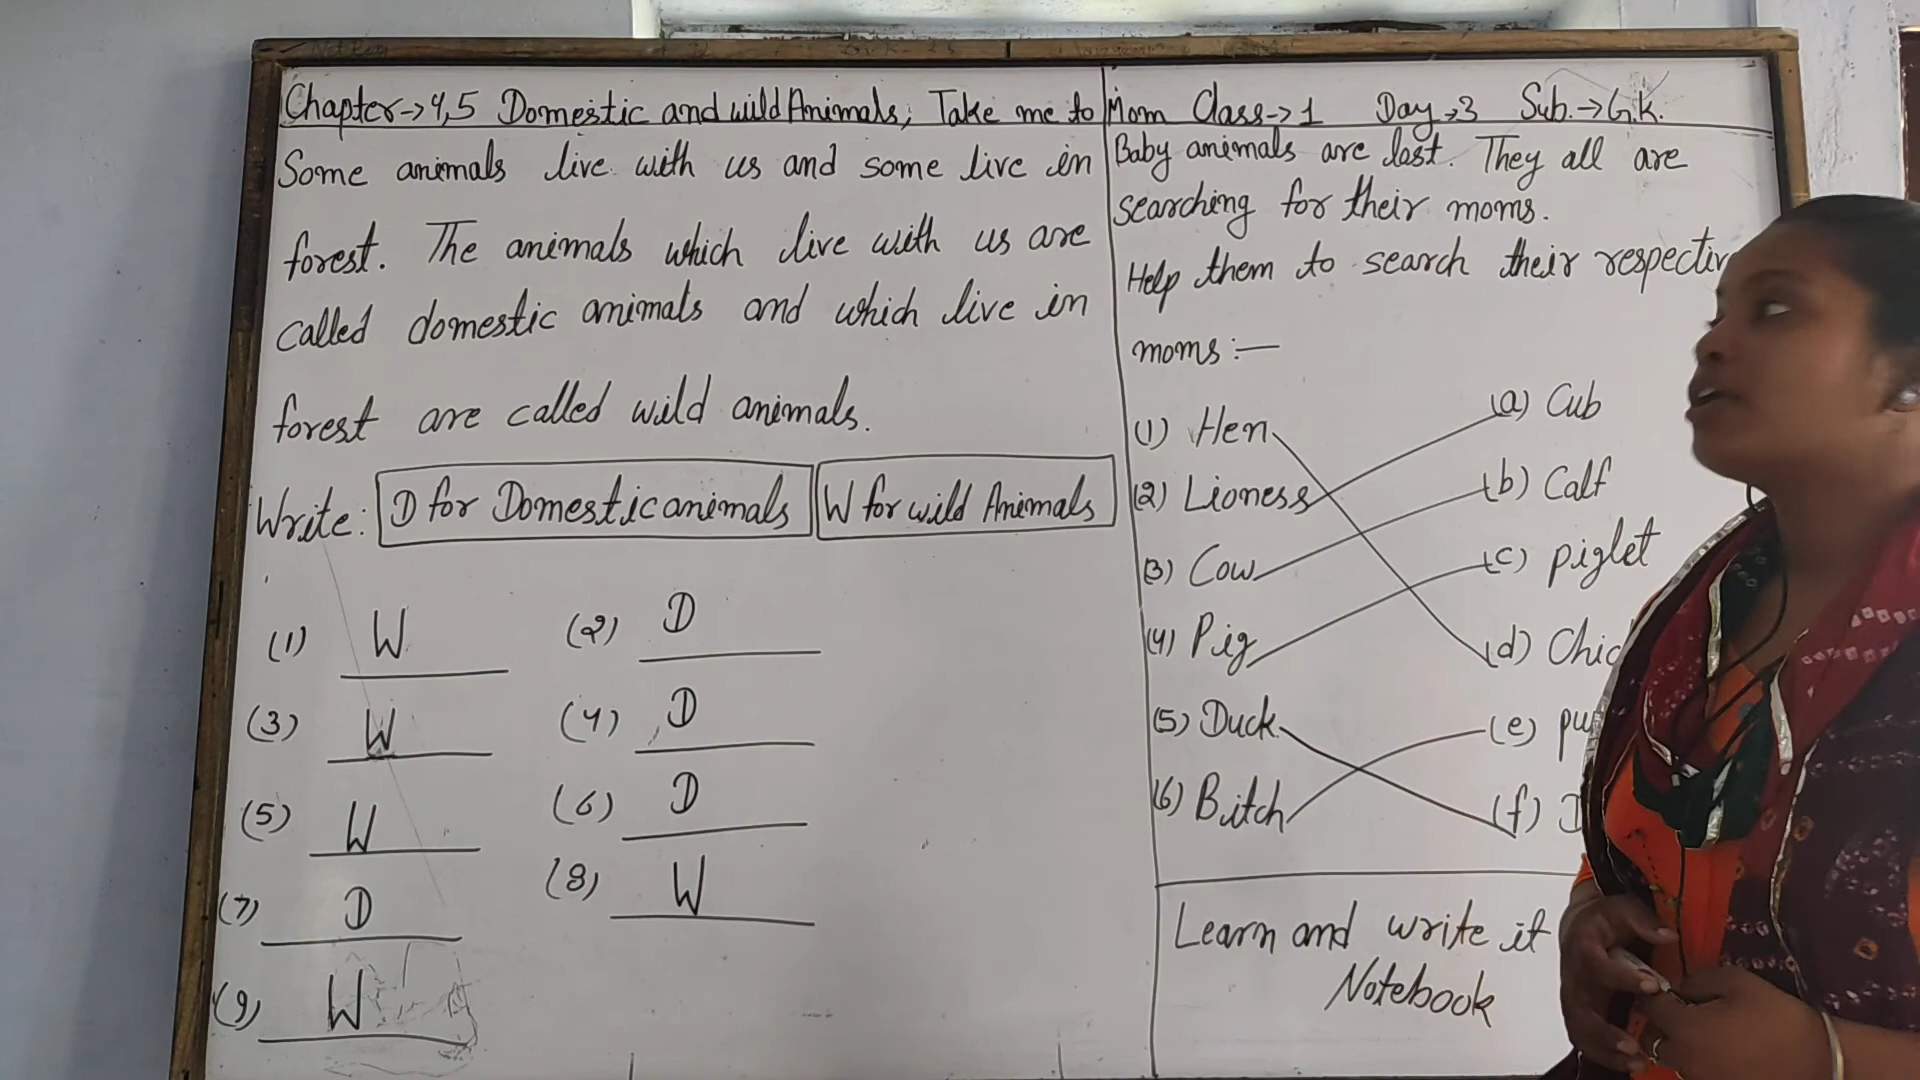 Chapter→4,5 Domestic and wild Animals, Take me to Mom Class→1 Day→3 Sub.→G.K.
Some animals live with us and some live in
forest. The animals which live with us are
called domestic animals and which live in
forest are called wild animals.
Write: D for Domestic animals W for wild Animals
(1) W (2) D
(3) W (4) D
(5) W (6) D
(7) D (8) W
(9) W
Baby animals are lost. They all are
searching for their moms.
Help them to search their respectiv
moms :—
(1) Hen (a) Cub
(2) Lioness (b) Calf
(3) Cow (c) piglet
(4) Pig (d) Chic
(5) Duck (e) pu
(6) Bitch (f) D
Learn and write it
Notebook